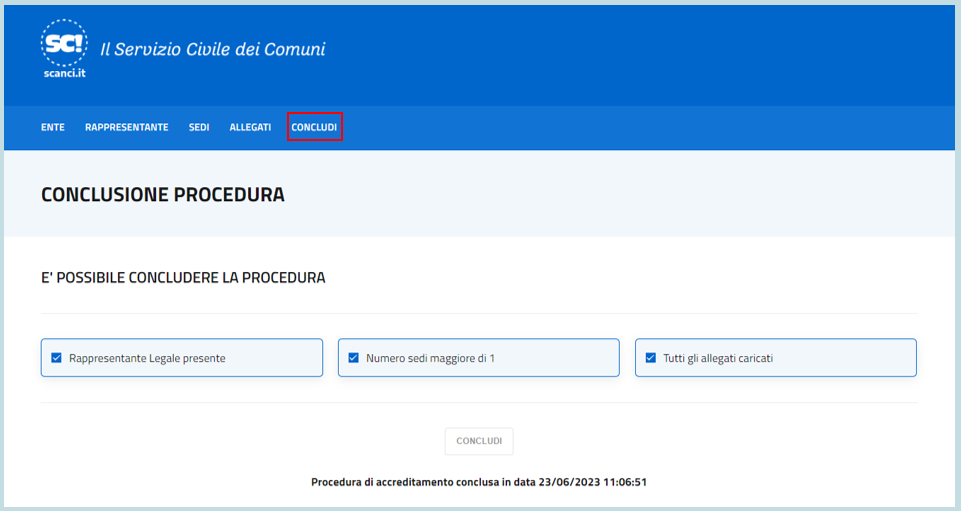 SC!
scanci.it
Il Servizio Civile dei Comuni
ENTE RAPPRESENTANTE SEDI ALLEGATI CONCLUDI
CONCLUSIONE PROCEDURA
E' POSSIBILE CONCLUDERE LA PROCEDURA
Rappresentante Legale presente
Numero sedi maggiore di 1
Tutti gli allegati caricati
CONCLUDI
Procedura di accreditamento conclusa in data 23/06/2023 11:06:51